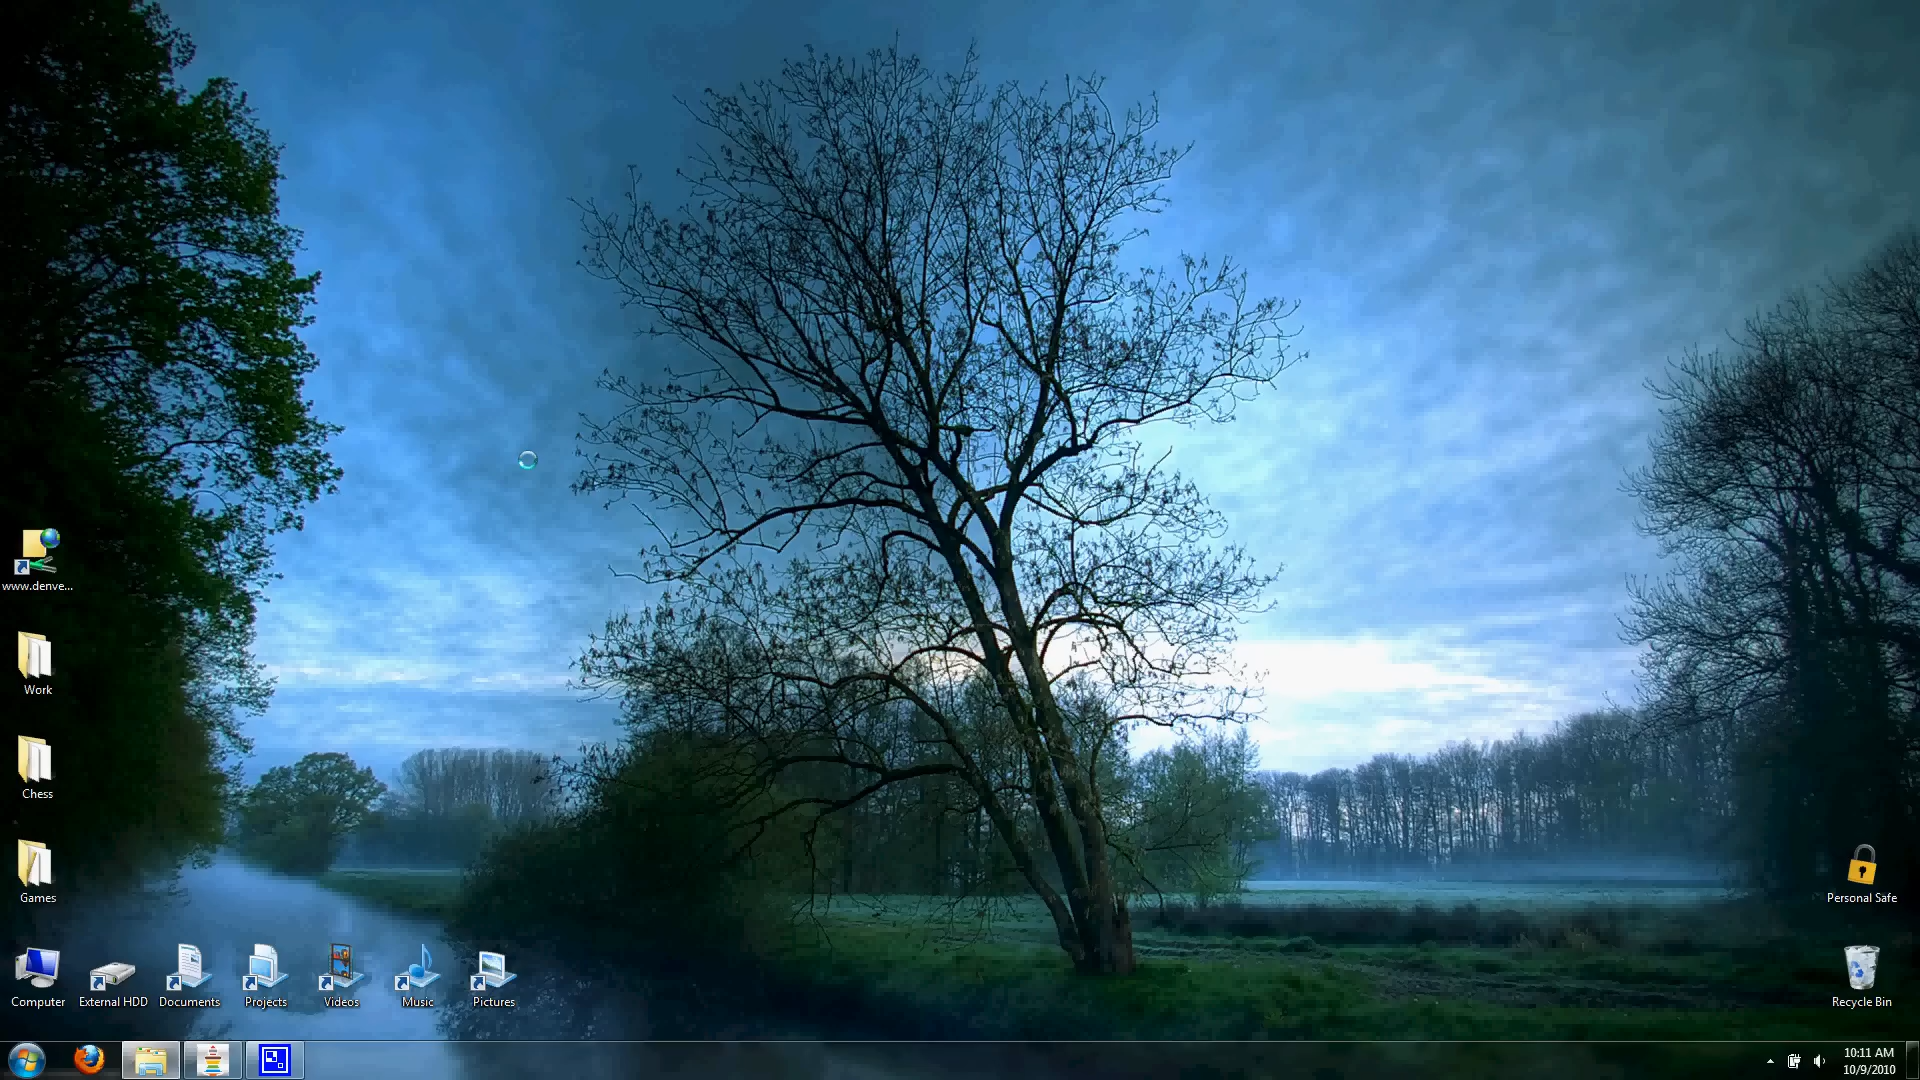 www.denve...
Work
Chess
Games
Personal Safe
Computer
External HDD
Documents
Projects
Videos
Music
Pictures
Recycle Bin
10:11 AM
10/9/2010